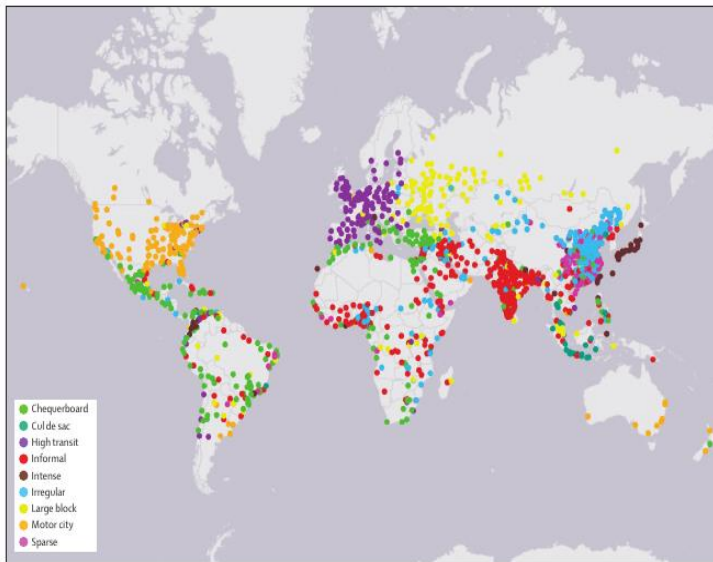 Chequerboard
Cul de sac
High transit
Informal
Intense
Irregular
Large block
Motor city
Sparse